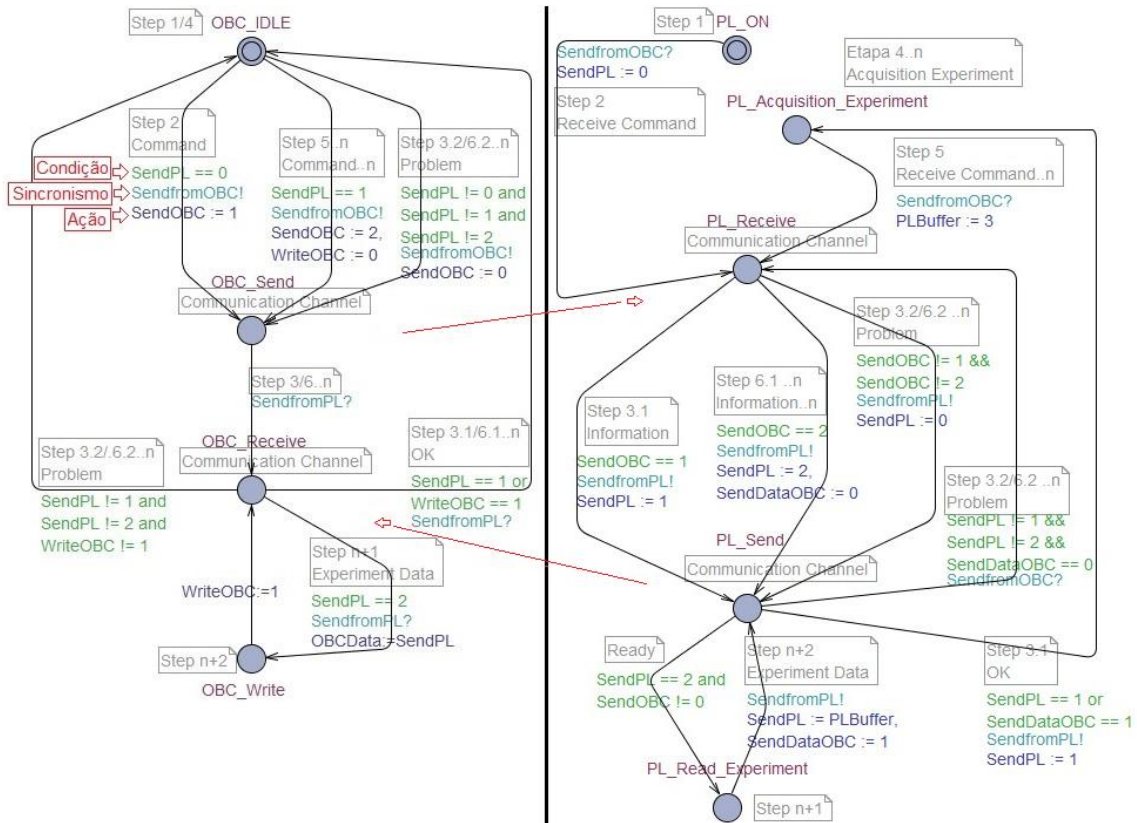 Step 1/4
OBC_IDLE
Step 2
Command
Condição
SendPL == 0
Sincronismo
SendfromOBC!
Ação
SendOBC := 1
Step 5..n
Command..n
SendPL == 1
SendfromOBC!
SendOBC := 2,
WriteOBC := 0
Step 3.2/6.2..n
Problem
SendPL != 0 and
SendPL != 1 and
SendPL != 2
SendfromOBC!
SendOBC := 0
OBC_Send
Communication Channel
Step 3/6..n
SendfromPL?
OBC_Receive
Communication Channel
Step 3.2/.6.2..n
Problem
SendPL != 1 and
SendPL != 2 and
WriteOBC != 1
Step 3.1/6.1..n
OK
SendPL == 1 or
WriteOBC == 1
SendfromPL?
WriteOBC:=1
Step n+1
Experiment Data
SendPL == 2
SendfromPL?
OBCData:=SendPL
Step n+2
OBC_Write
Step 1
PL_ON
SendfromOBC?
SendPL := 0
Step 2
Receive Command
Etapa 4..n
Acquisition Experiment
PL_Acquisition_Experiment
Step 5
Receive Command..n
SendfromOBC?
PLBuffer := 3
PL_Receive
Communication Channel
Step 3.1
Information
SendOBC == 1
SendfromPL!
SendPL := 1
Step 6.1 ..n
Information..n
SendOBC == 2
SendfromPL!
SendPL := 2,
SendDataOBC := 0
Step 3.2/6.2 ..n
Problem
SendOBC != 1 &&
SendOBC != 2
SendfromPL!
SendPL := 0
Step 3.2/6.2 ..n
Problem
SendPL != 1 &&
SendPL != 2 &&
SendDataOBC == 0
SendfromOBC?
PL_Send
Communication Channel
Ready
SendPL == 2 and
SendOBC != 0
Step n+2
Experiment Data
SendfromPL!
SendPL := PLBuffer,
SendDataOBC := 1
Step 3.1
OK
SendPL == 1 or
SendDataOBC == 1
SendfromPL!
SendPL := 1
PL_Read_Experiment
Step n+1